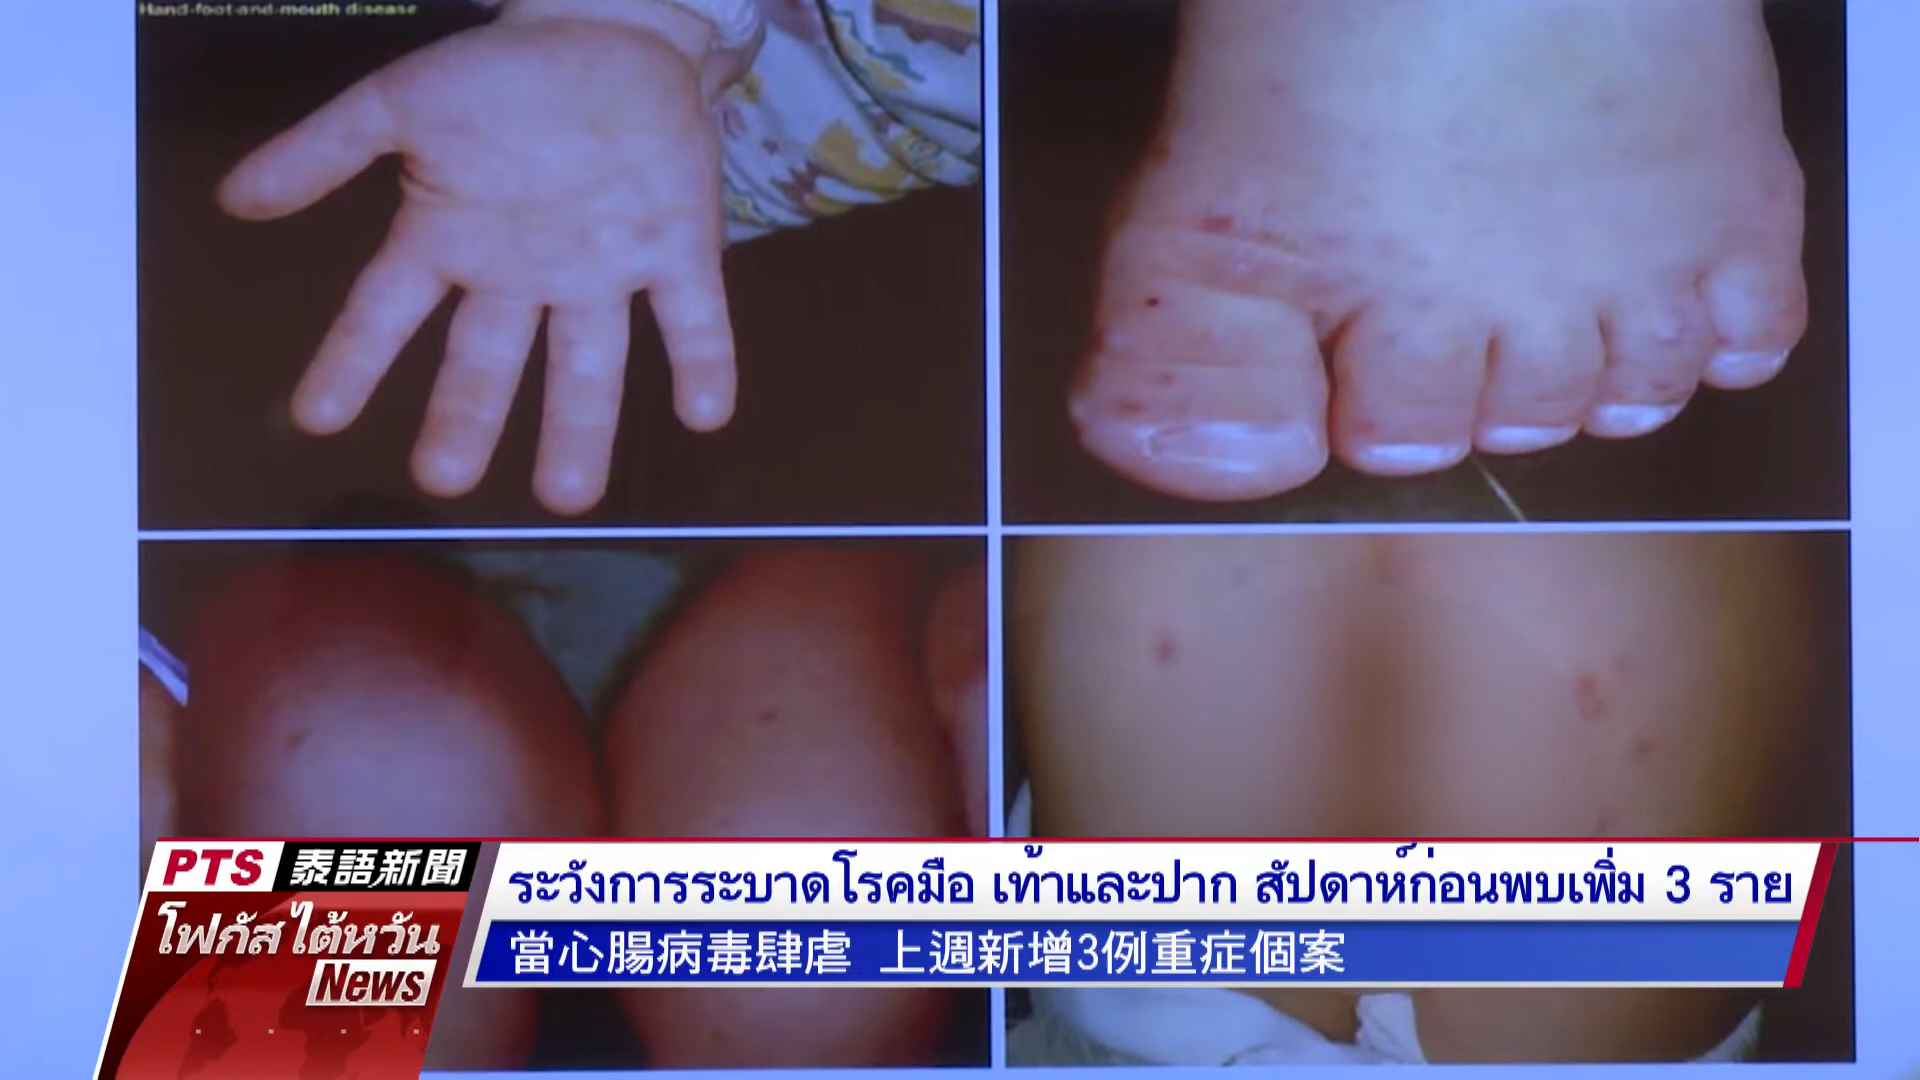 Hand-foot-and-mouth disease
PTS 泰語新聞
โฟกัส ไต้หวัน
News
ระวังการระบาดโรคมือ เท้าและปาก สัปดาห์ก่อนพบเพิ่ม 3 ราย
當心腸病毒肆虐 上週新增3例重症個案